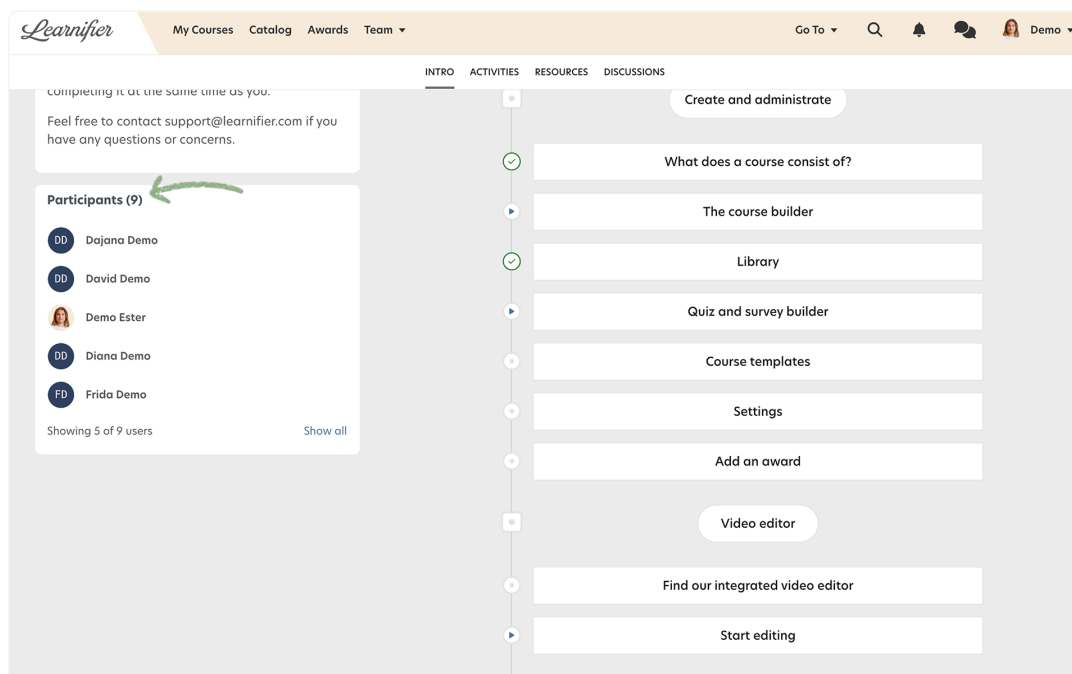 Learnifier
My Courses Catalog Awards Team
Go To
Demo
INTRO ACTIVITIES RESOURCES DISCUSSIONS
completing it at the same time as you.
Feel free to contact support@learnifier.com if you
have any questions or concerns.
Participants (9)
DD Dajana Demo
DD David Demo
Demo Ester
DD Diana Demo
FD Frida Demo
Showing 5 of 9 users Show all
Create and administrate
What does a course consist of?
The course builder
Library
Quiz and survey builder
Course templates
Settings
Add an award
Video editor
Find our integrated video editor
Start editing